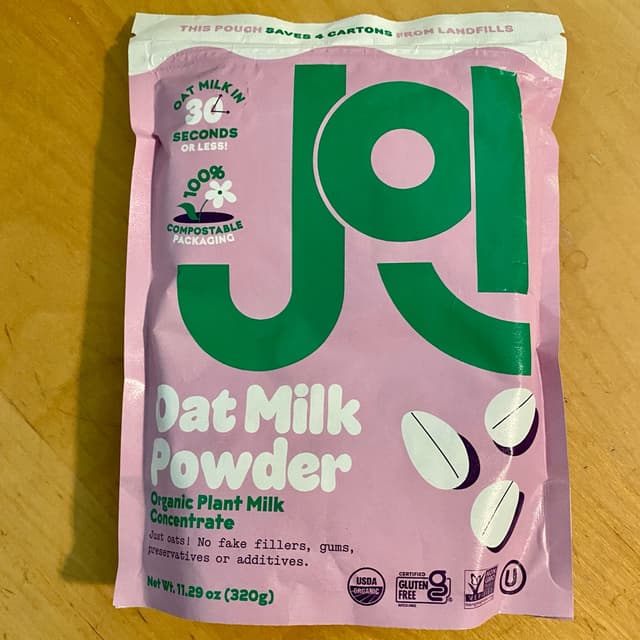 THIS POUCH SAVES 4 CARTONS FROM LANDFILLS
OAT MILK IN
30
SECONDS
OR LESS!
100%
COMPOSTABLE
PACKAGING
JOI
Oat Milk
Powder
Organic Plant Milk
Concentrate
Just oats! No fake fillers, gums,
preservatives or additives.
Net Wt. 11.29 oz (320g)
USDA
ORGANIC
CERTIFIED
GLUTEN
FREE
U